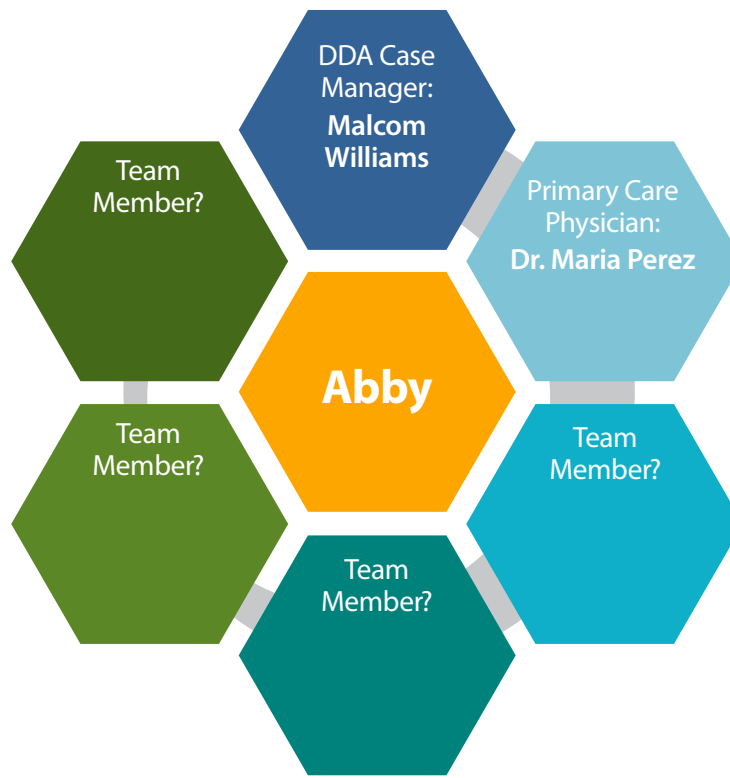 DDA Case
Manager:
Malcom
Williams
Primary Care
Physician:
Dr. Maria Perez
Team
Member?
Team
Member?
Team
Member?
Team
Member?
Abby